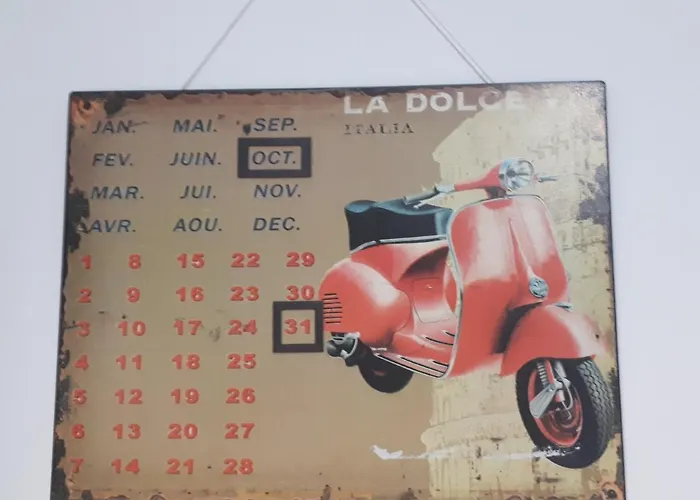 LA DOLCE V
ITALIA
JAN. MAI. SEP.
FEV. JUIN. OCT.
MAR. JUI. NOV.
AVR. AOU. DEC.
1 8 15 22 29
2 9 16 23 30
3 10 17 24 31
4 11 18 25
5 12 19 26
6 13 20 27
7 14 21 28